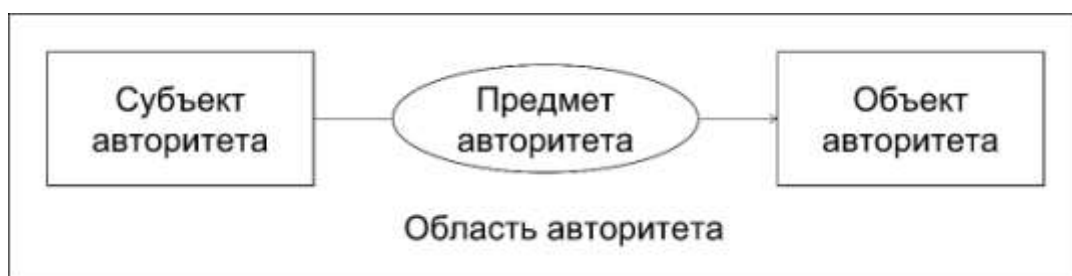 Субъект
авторитета
Предмет
авторитета
Объект
авторитета
Область авторитета